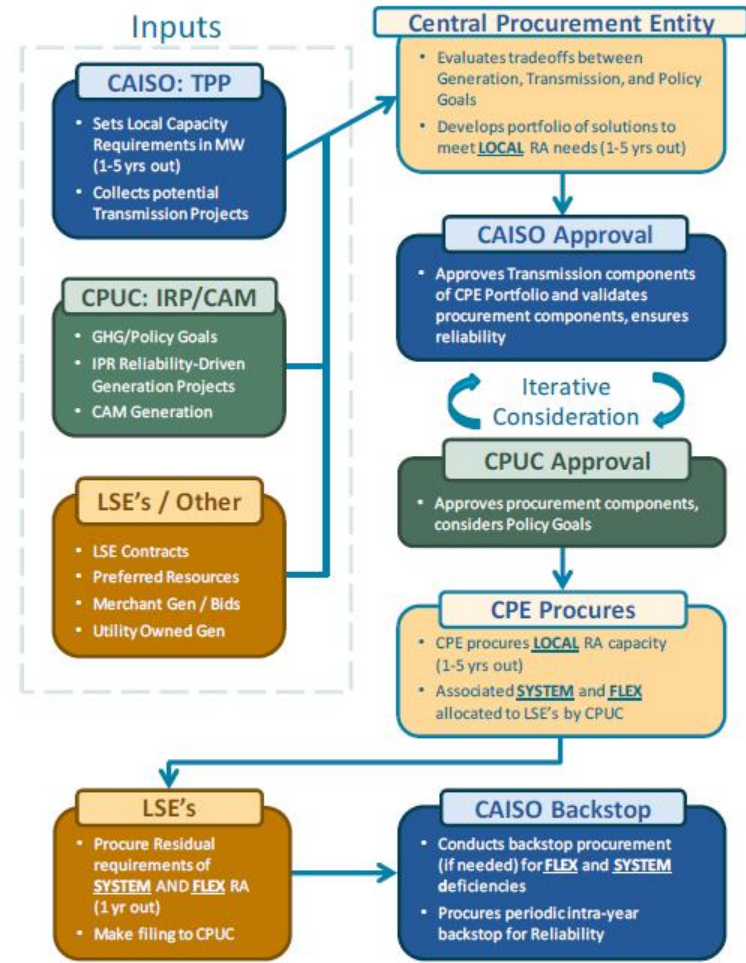 Inputs
CAISO: TPP
• Sets Local Capacity
Requirements in MW
(1-5 yrs out)
• Collects potential
Transmission Projects
CPUC: IRP/CAM
• GHG/Policy Goals
• IPR Reliability-Driven
Generation Projects
• CAM Generation
LSE's / Other
• LSE Contracts
• Preferred Resources
• Merchant Gen / Bids
• Utility Owned Gen
Central Procurement Entity
• Evaluates tradeoffs between
Generation, Transmission, and Policy
Goals
• Develops portfolio of solutions to
meet LOCAL RA needs (1-5 yrs out)
CAISO Approval
• Approves Transmission components
of CPE Portfolio and validates
procurement components, ensures
reliability
Iterative
Consideration
CPUC Approval
• Approves procurement components,
considers Policy Goals
CPE Procures
• CPE procures LOCAL RA capacity
(1-5 yrs out)
• Associated SYSTEM and FLEX
allocated to LSE's by CPUC
LSE's
• Procure Residual
requirements of
SYSTEM AND FLEX RA
(1 yr out)
• Make filing to CPUC
CAISO Backstop
• Conducts backstop procurement
(if needed) for FLEX and SYSTEM
deficiencies
• Procures periodic intra-year
backstop for Reliability